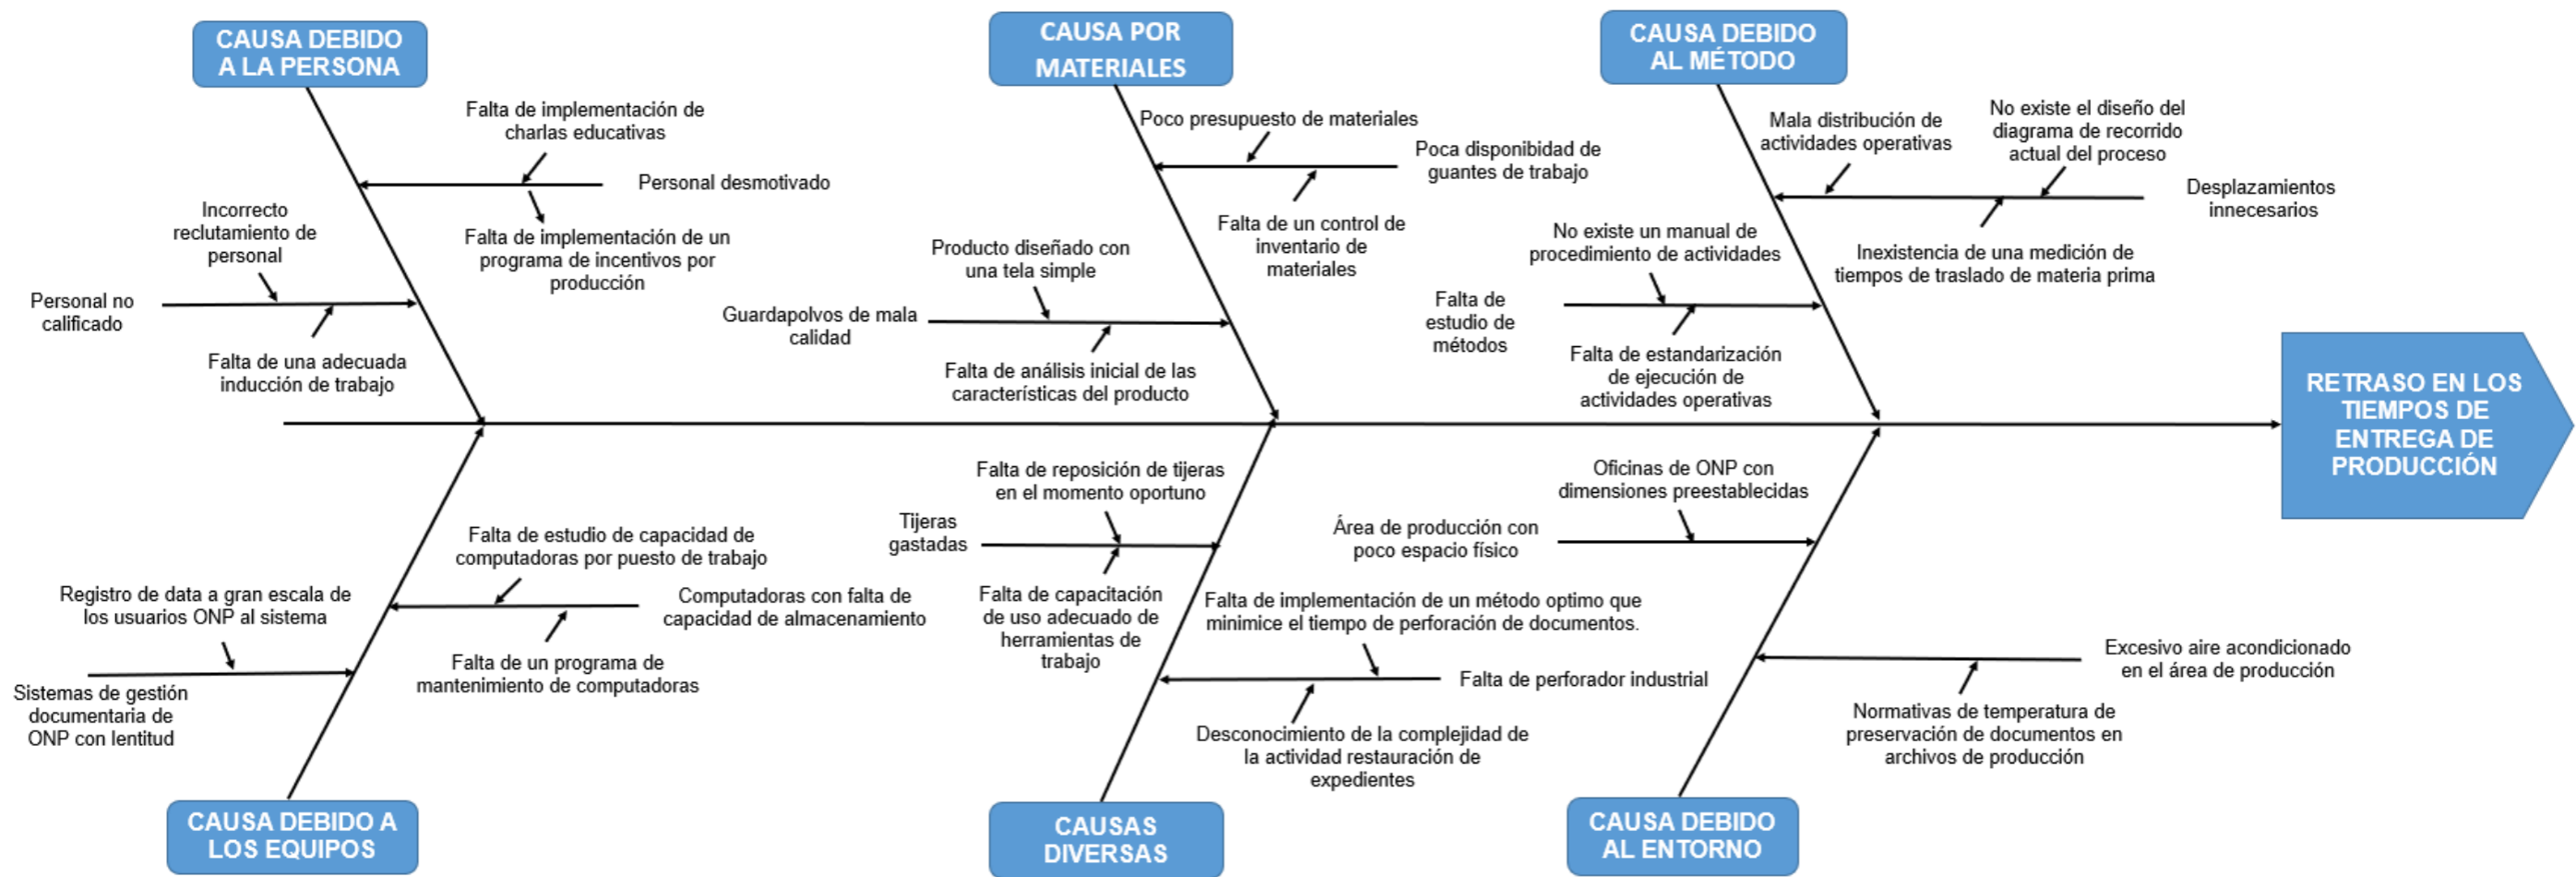 CAUSA DEBIDO
A LA PERSONA
Falta de implementación de
charlas educativas
Personal desmotivado
Falta de implementación de un
programa de incentivos por
producción
Incorrecto
reclutamiento de
personal
Personal no
calificado
Falta de una adecuada
inducción de trabajo
CAUSA POR
MATERIALES
Poco presupuesto de materiales
Poca disponibidad de
guantes de trabajo
Falta de un control de
inventario de
materiales
Producto diseñado con
una tela simple
Guardapolvos de mala
calidad
Falta de análisis inicial de las
características del producto
CAUSA DEBIDO
AL MÉTODO
Mala distribución de
actividades operativas
No existe el diseño del
diagrama de recorrido
actual del proceso
Desplazamientos
innecesarios
Inexistencia de una medición de
tiempos de traslado de materia prima
No existe un manual de
procedimiento de actividades
Falta de
estudio de
métodos
Falta de estandarización
de ejecución de
actividades operativas
RETRASO EN LOS
TIEMPOS DE
ENTREGA DE
PRODUCCIÓN
Falta de estudio de capacidad de
computadoras por puesto de trabajo
Computadoras con falta de
capacidad de almacenamiento
Falta de un programa de
mantenimiento de computadoras
Registro de data a gran escala de
los usuarios ONP al sistema
Sistemas de gestión
documentaria de
ONP con lentitud
CAUSA DEBIDO A
LOS EQUIPOS
Falta de reposición de tijeras
en el momento oportuno
Tijeras
gastadas
Falta de capacitación
de uso adecuado de
herramientas de
trabajo
Falta de implementación de un método optimo que
minimice el tiempo de perforación de documentos.
Falta de perforador industrial
Desconocimiento de la complejidad de
la actividad restauración de
expedientes
CAUSAS
DIVERSAS
Oficinas de ONP con
dimensiones preestablecidas
Área de producción con
poco espacio físico
Excesivo aire acondicionado
en el área de producción
Normativas de temperatura de
preservación de documentos en
archivos de producción
CAUSA DEBIDO
AL ENTORNO